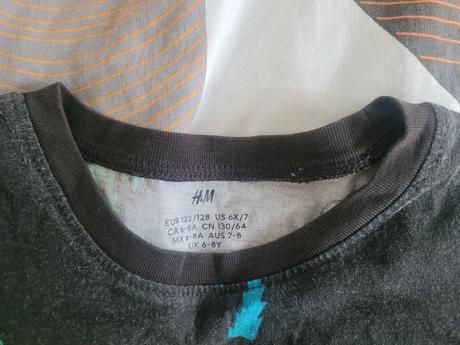 H&M
EUR 122/128 US 6X/7
CA 6-8A CN 130/64
MX 6-8A AUS 7-8
UK 6-8Y